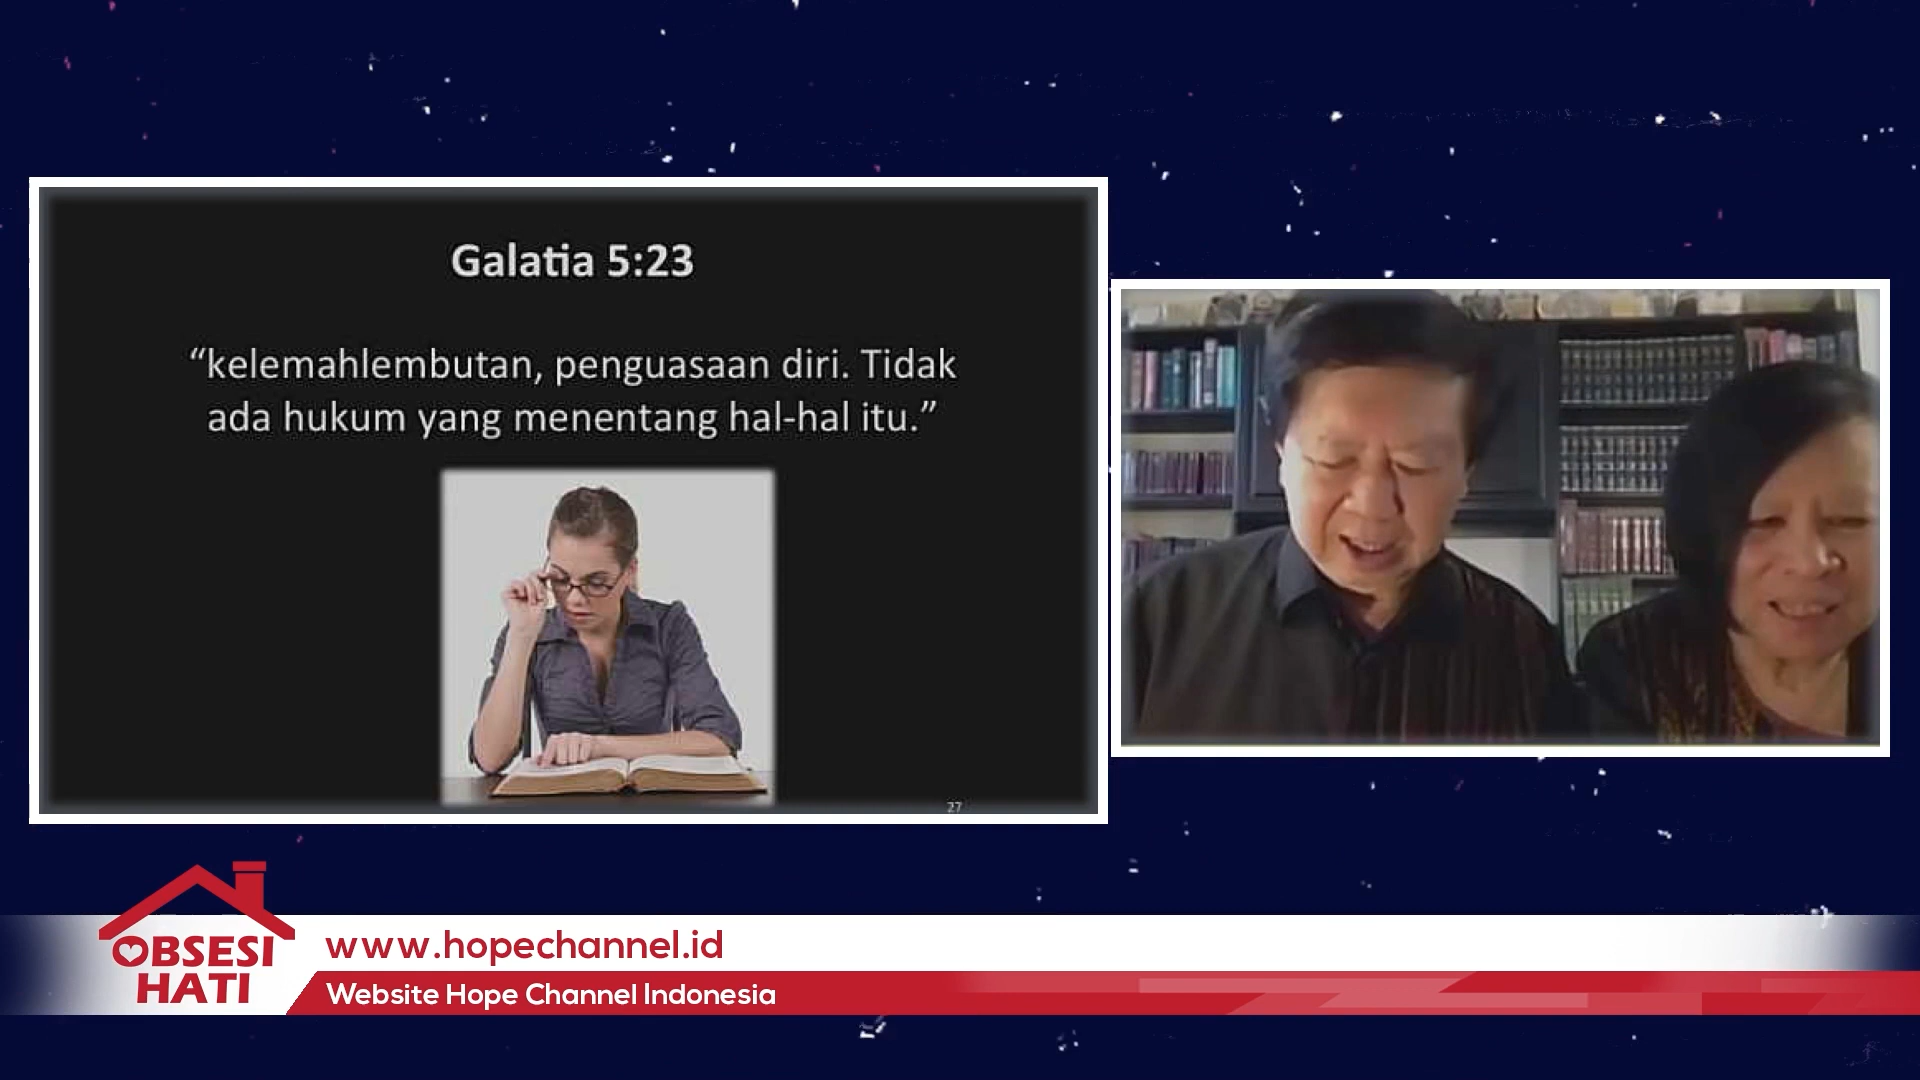 Galatia 5:23
“kelemahlembutan, penguasaan diri. Tidak
ada hukum yang menentang hal-hal itu.”
27
OBSESI
HATI
www.hopechannel.id
Website Hope Channel Indonesia